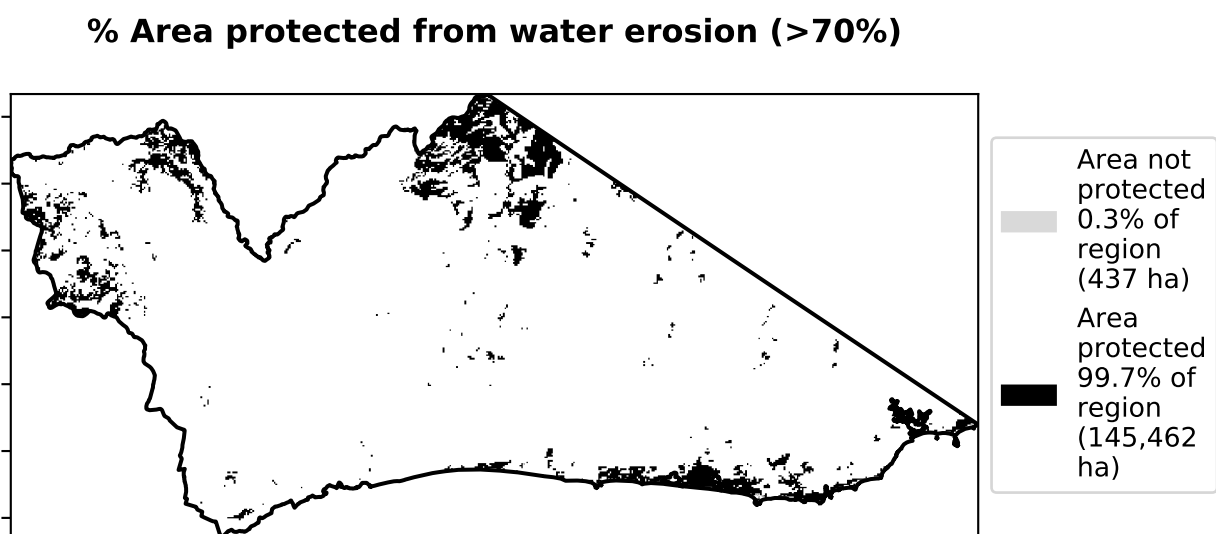 % Area protected from water erosion (>70%)
Area not
protected
0.3% of
region
(437 ha)
Area
protected
99.7% of
region
(145,462
ha)